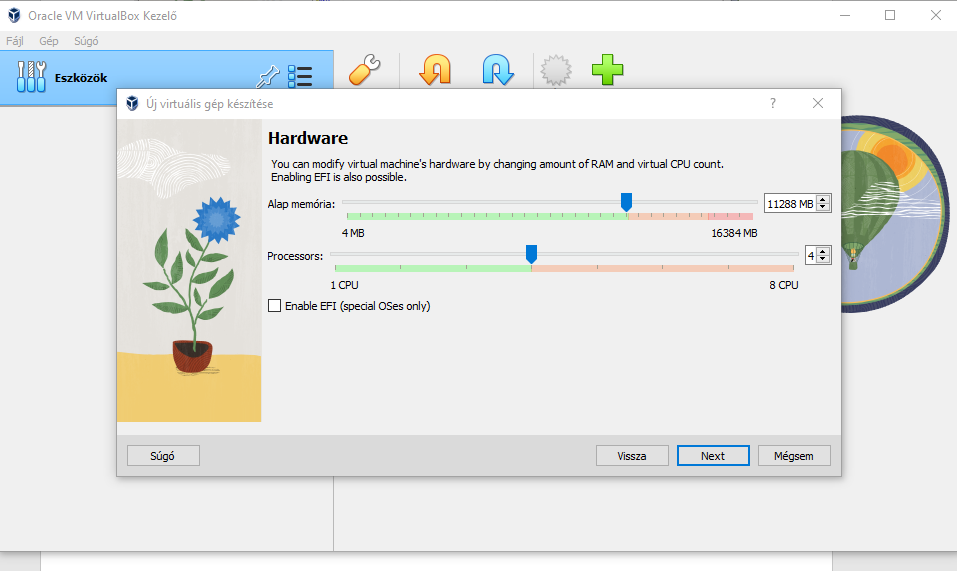 Oracle VM VirtualBox Kezelő
Fájl Gép Súgó
Eszközök
Új virtuális gép készítése
?
Hardware
You can modify virtual machine's hardware by changing amount of RAM and virtual CPU count.
Enabling EFI is also possible.
Alap memória: 11288 MB
4 MB 16384 MB
Processors: 4
1 CPU 8 CPU
Enable EFI (special OSes only)
Súgó Vissza Next Mégsem